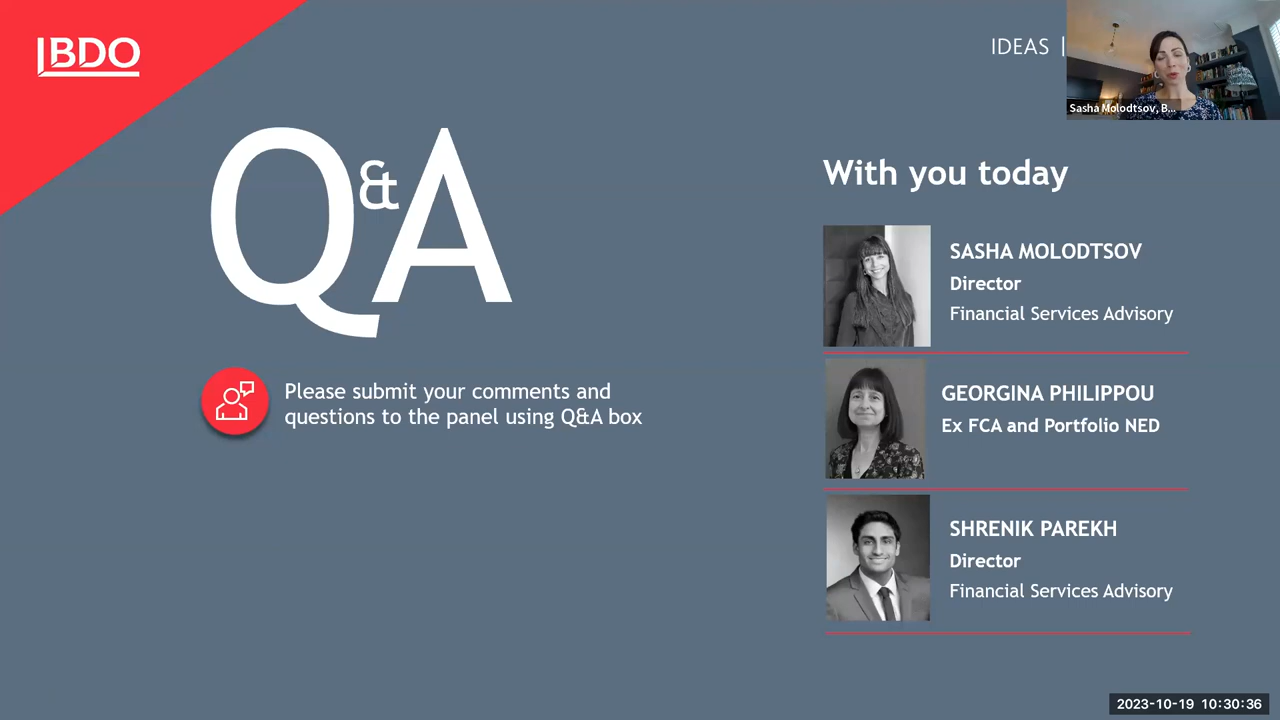 BDO
IDEAS |
Sasha Molodtsov, B...
Q&A
With you today
SASHA MOLODTSOV
Director
Financial Services Advisory
GEORGINA PHILIPPOU
Ex FCA and Portfolio NED
Please submit your comments and
questions to the panel using Q&A box
SHRENIK PAREKH
Director
Financial Services Advisory
2023-10-19 10:30:36